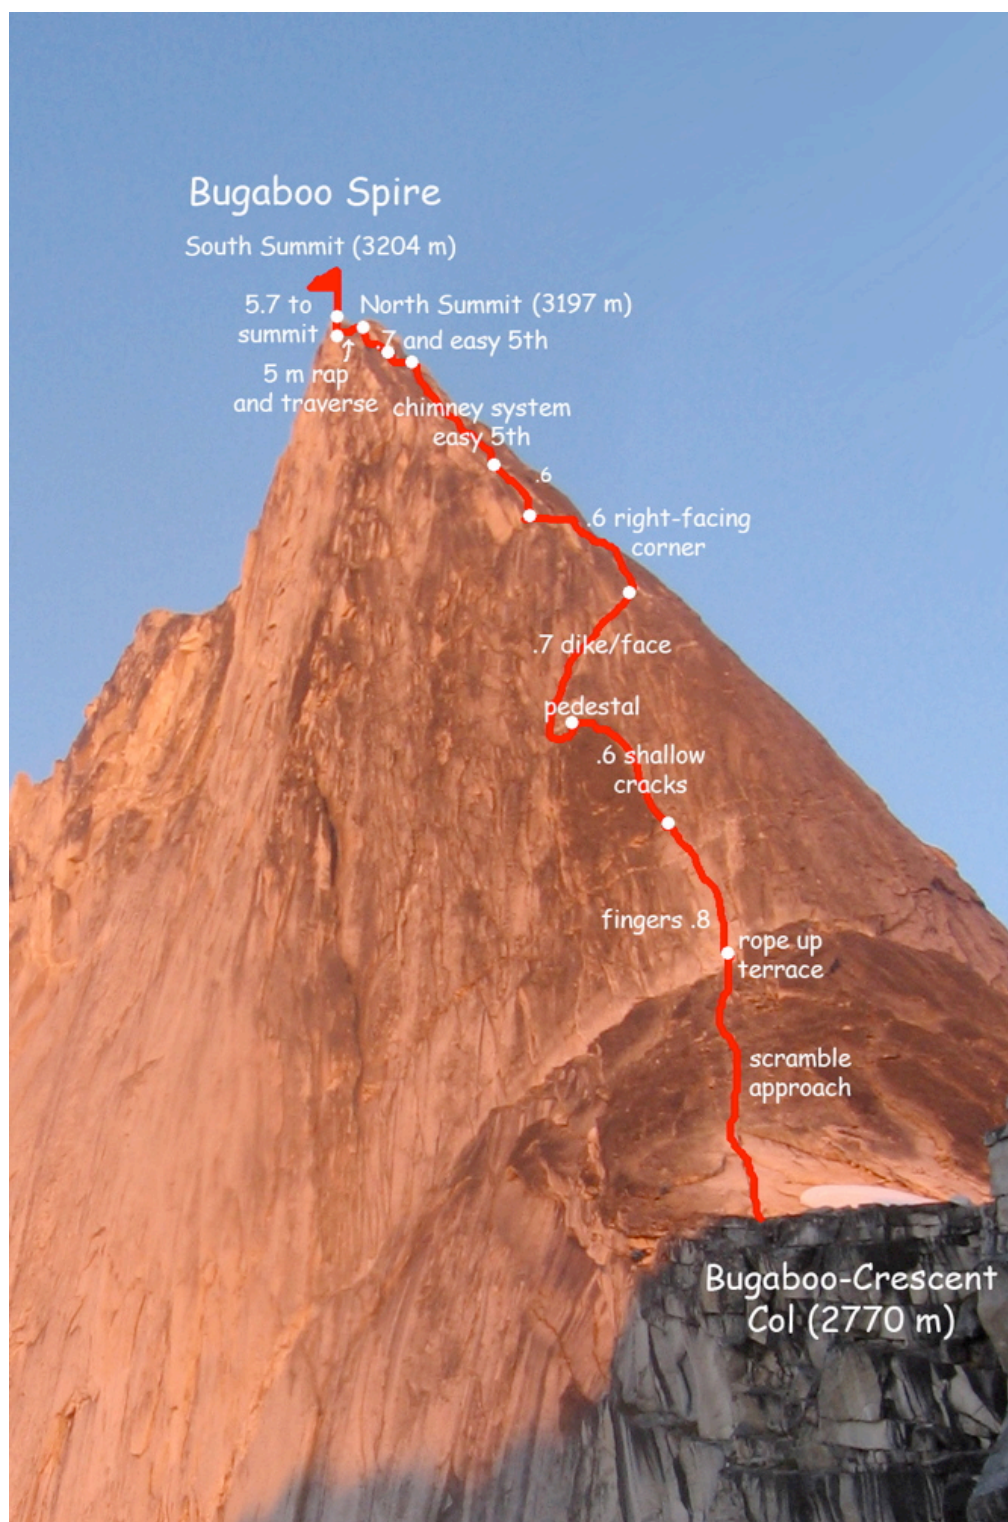 Bugaboo Spire
South Summit (3204 m)
5.7 to
summit
North Summit (3197 m)
.7 and easy 5th
5 m rap
and traverse
chimney system
easy 5th
.6
.6 right-facing
corner
.7 dike/face
pedestal
.6 shallow
cracks
fingers .8
rope up
terrace
scramble
approach
Bugaboo-Crescent
Col (2770 m)